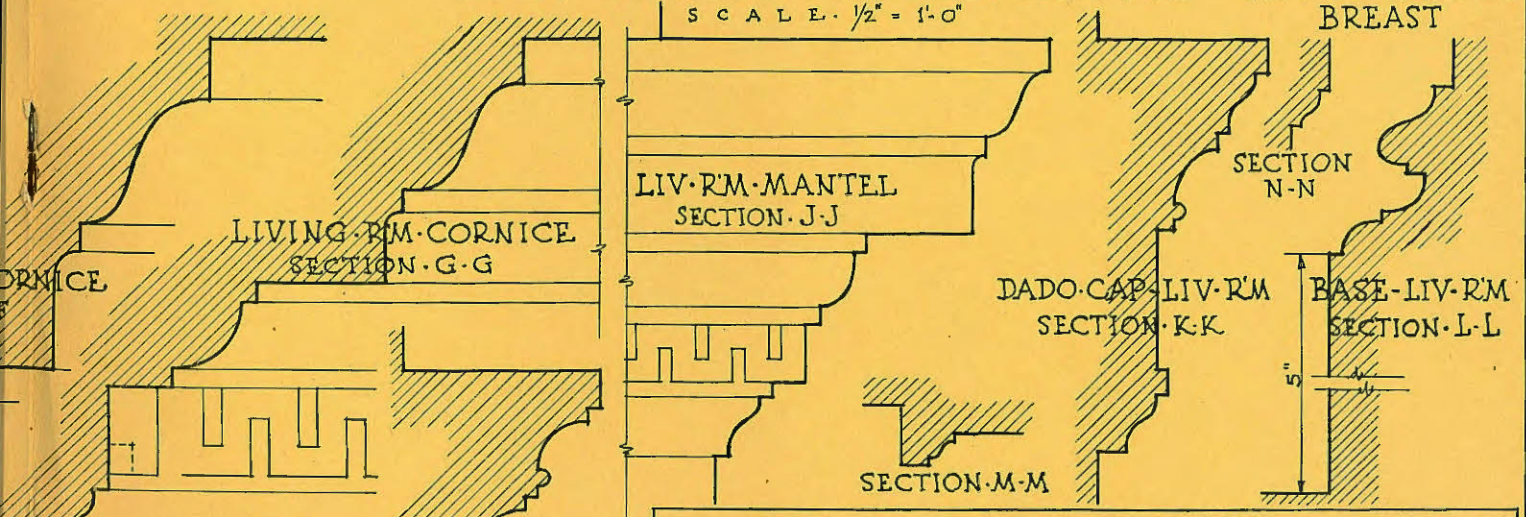 SCALE · 1/2" = 1'-0"
BREAST
LIVING · R'M · CORNICE
SECTION · G · G
LIV · R'M · MANTEL
SECTION · J · J
SECTION
N-N
ORNICE
DADO · CAP - LIV · R'M
SECTION · K · K
BASE - LIV · R'M
SECTION · L · L
5"
SECTION · M · M